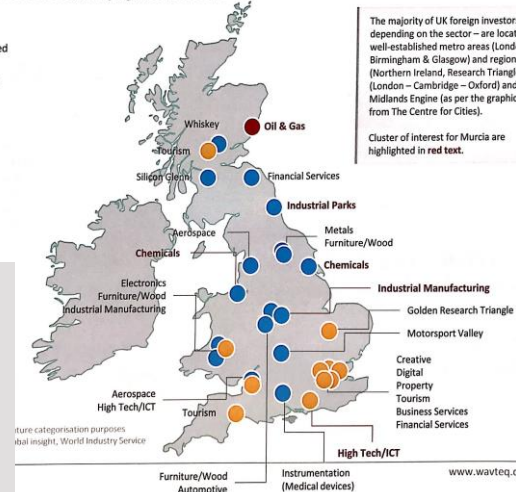 The majority of UK foreign investor
depending on the sector – are locat
well-established metro areas (Lond
Birmingham & Glasgow) and region
(Northern Ireland, Research Triangle
(London – Cambridge – Oxford) and
Midlands Engine (as per the graphic
from The Centre for Cities).
Cluster of interest for Murcia are
highlighted in red text.
ed
Whiskey
Oil & Gas
Tourism
Silicon Glenn
Financial Services
Industrial Parks
Aerospace
Metals
Furniture/Wood
Chemicals
Chemicals
Electronics
Furniture/Wood
Industrial Manufacturing
Industrial Manufacturing
Golden Research Triangle
Motorsport Valley
Creative
Digital
Property
Tourism
Business Services
Financial Services
Aerospace
High Tech/ICT
Tourism
ture categorisation purposes
bal insight, World Industry Service
High Tech/ICT
Furniture/Wood
Automotive
Instrumentation
(Medical devices)
www.wavteq.c